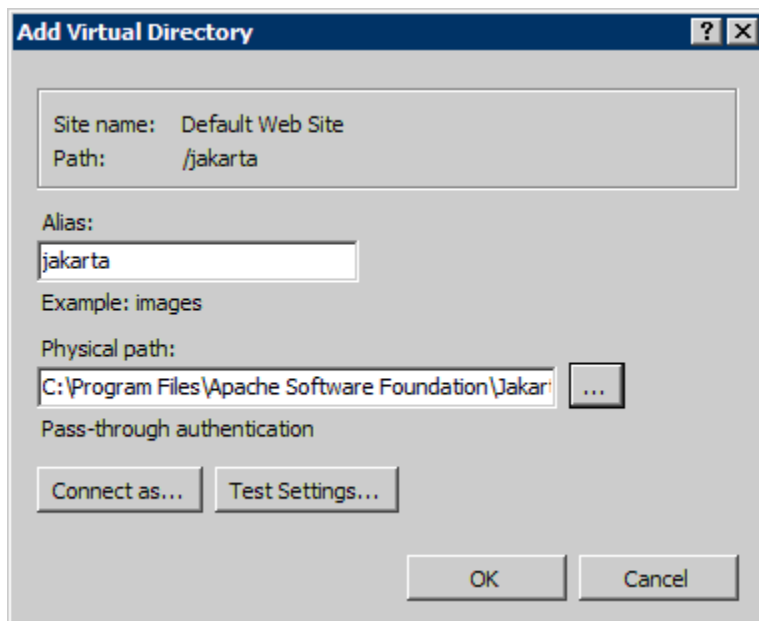 Add Virtual Directory
Site name: Default Web Site
Path: /jakarta
Alias:
jakarta
Example: images
Physical path:
C:\Program Files\Apache Software Foundation\Jakart
...
Pass-through authentication
Connect as... Test Settings...
OK Cancel